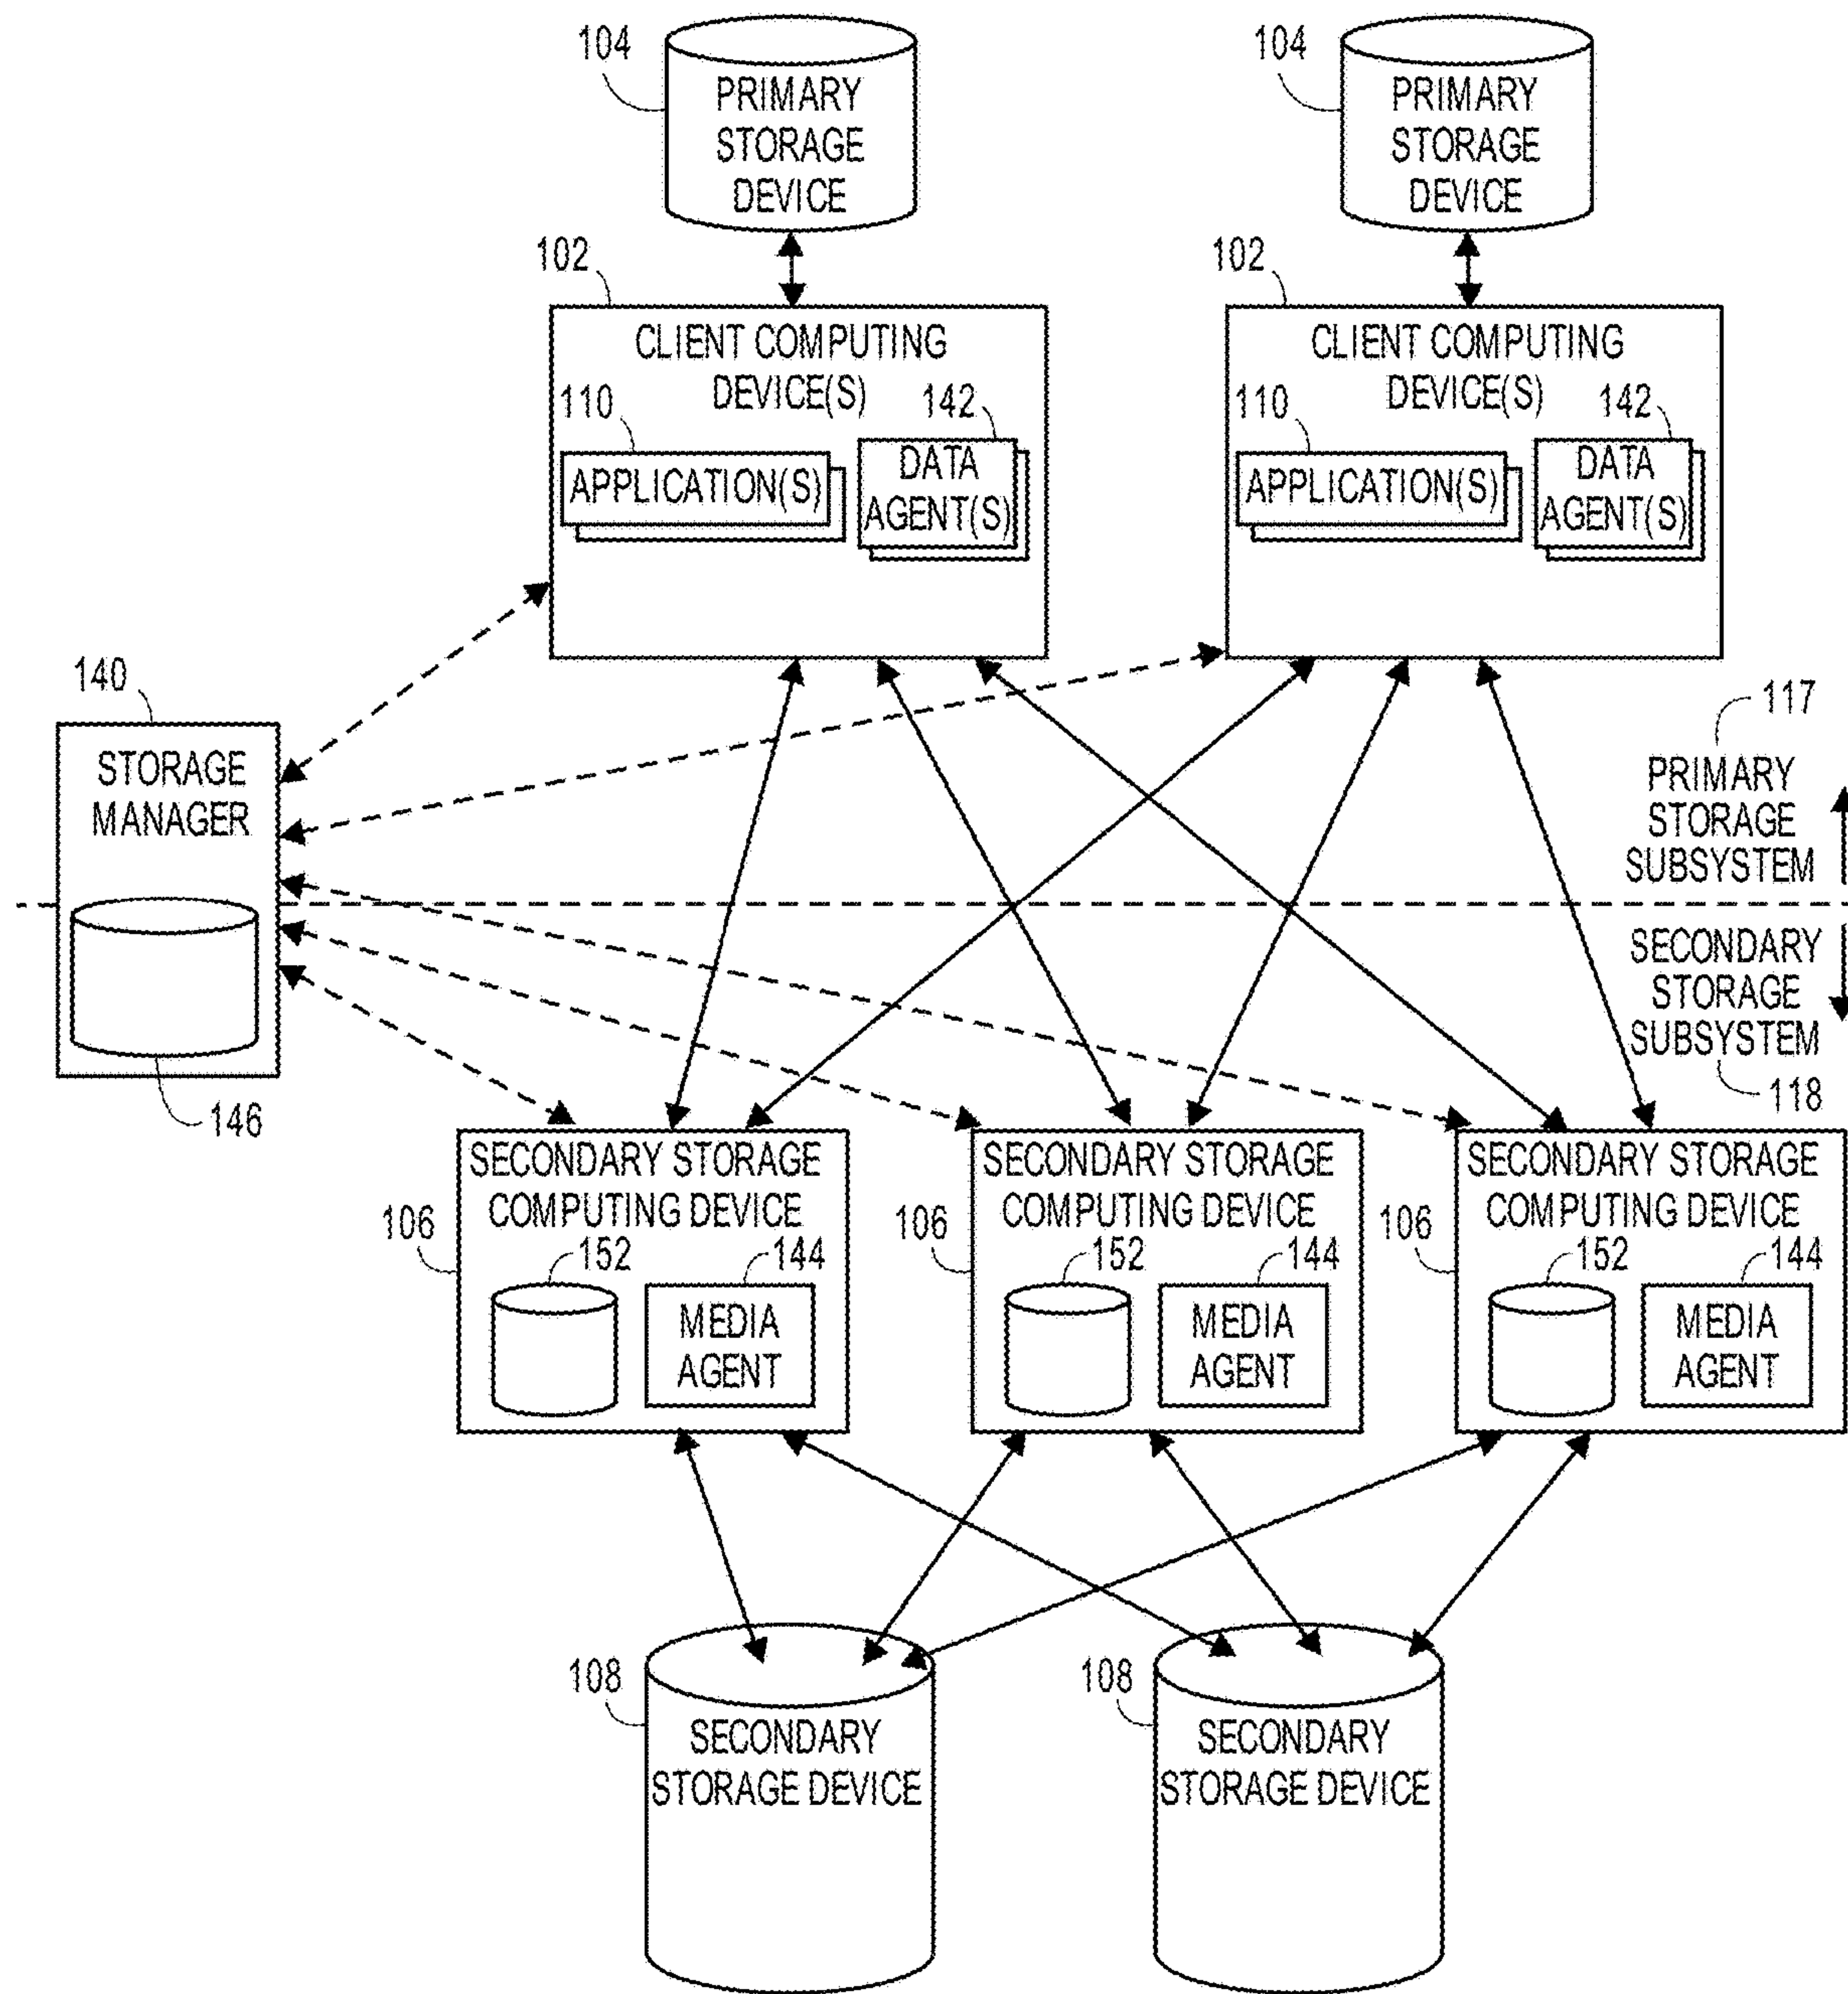 104
PRIMARY
STORAGE
DEVICE
104
PRIMARY
STORAGE
DEVICE
102
CLIENT COMPUTING
DEVICE(S)
110
142
APPLICATION(S)
DATA
AGENT(S)
102
CLIENT COMPUTING
DEVICE(S)
110
142
APPLICATION(S)
DATA
AGENT(S)
140
STORAGE
MANAGER
146
117
PRIMARY
STORAGE
SUBSYSTEM
SECONDARY
STORAGE
SUBSYSTEM
118
SECONDARY STORAGE
COMPUTING DEVICE
106
152
144
MEDIA
AGENT
SECONDARY STORAGE
COMPUTING DEVICE
106
152
144
MEDIA
AGENT
SECONDARY STORAGE
COMPUTING DEVICE
106
152
144
MEDIA
AGENT
108
SECONDARY
STORAGE DEVICE
108
SECONDARY
STORAGE DEVICE